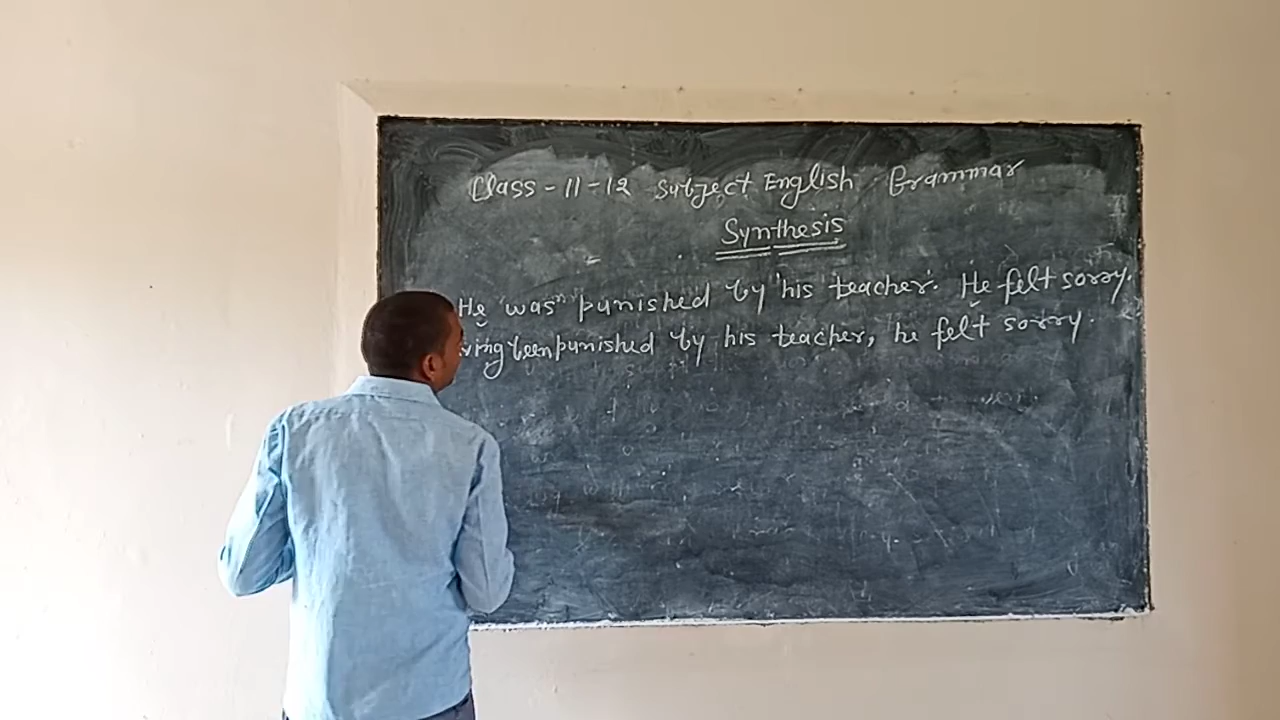 Class - 11 - 12 Subject English Grammar
Synthesis
He was punished by his teacher. He felt sorry.
ving been punished by his teacher, he felt sorry.